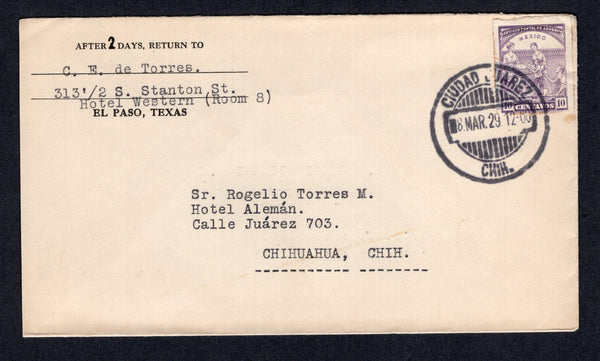 AFTER 2 DAYS, RETURN TO
C. E. de Torres.
313¹/2 S. Stanton St.
Hotel Western (Room 8)
EL PASO, TEXAS
MEXICO
10 CENTAVOS 10
CIUDAD JUAREZ
8 MAR. 29 12-00
CHIH.
Sr. Rogelio Torres M.
Hotel Alemán.
Calle Juárez 703.
CHIHUAHUA, CHIH.